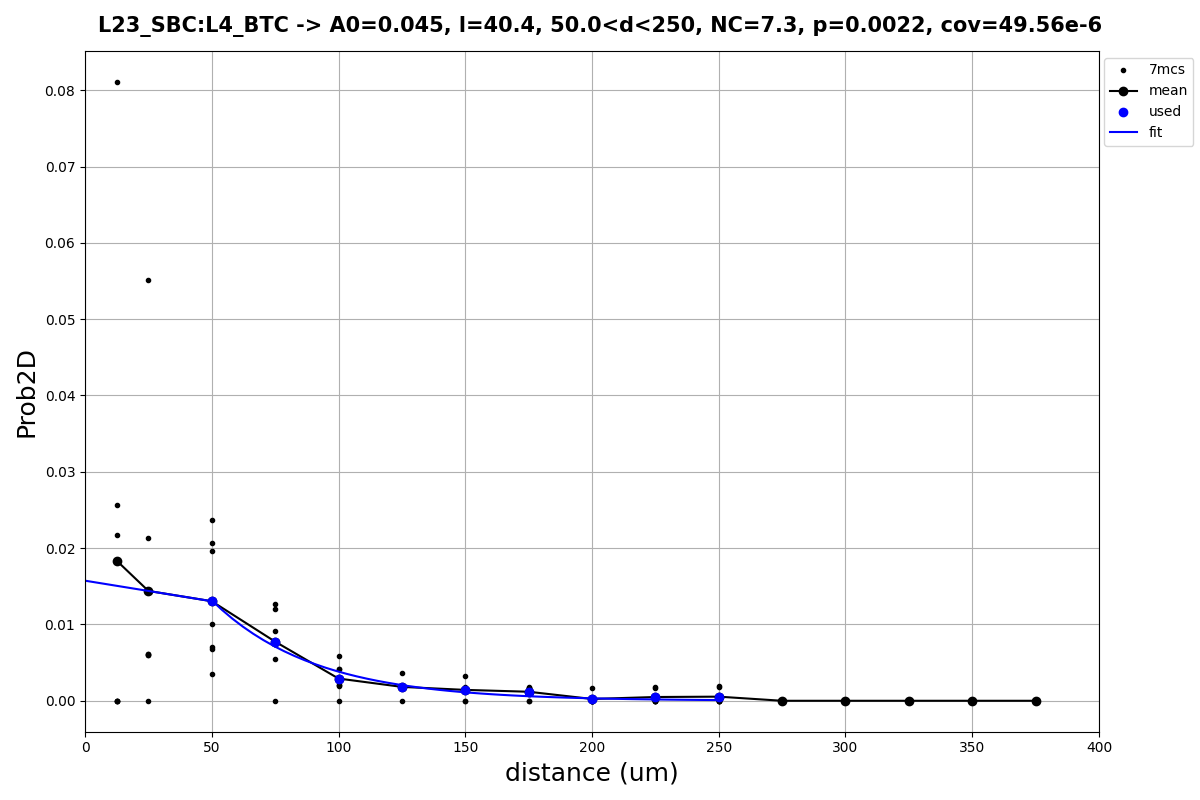 L23_SBC:L4_BTC -> A0=0.045, l=40.4, 50.0<d<250, NC=7.3, p=0.0022, cov=49.56e-6
7mcs
mean
used
fit
0.08
0.07
0.06
0.05
0.04
0.03
0.02
0.01
0.00
Prob2D
0 50 100 150 200 250 300 350 400
distance (um)